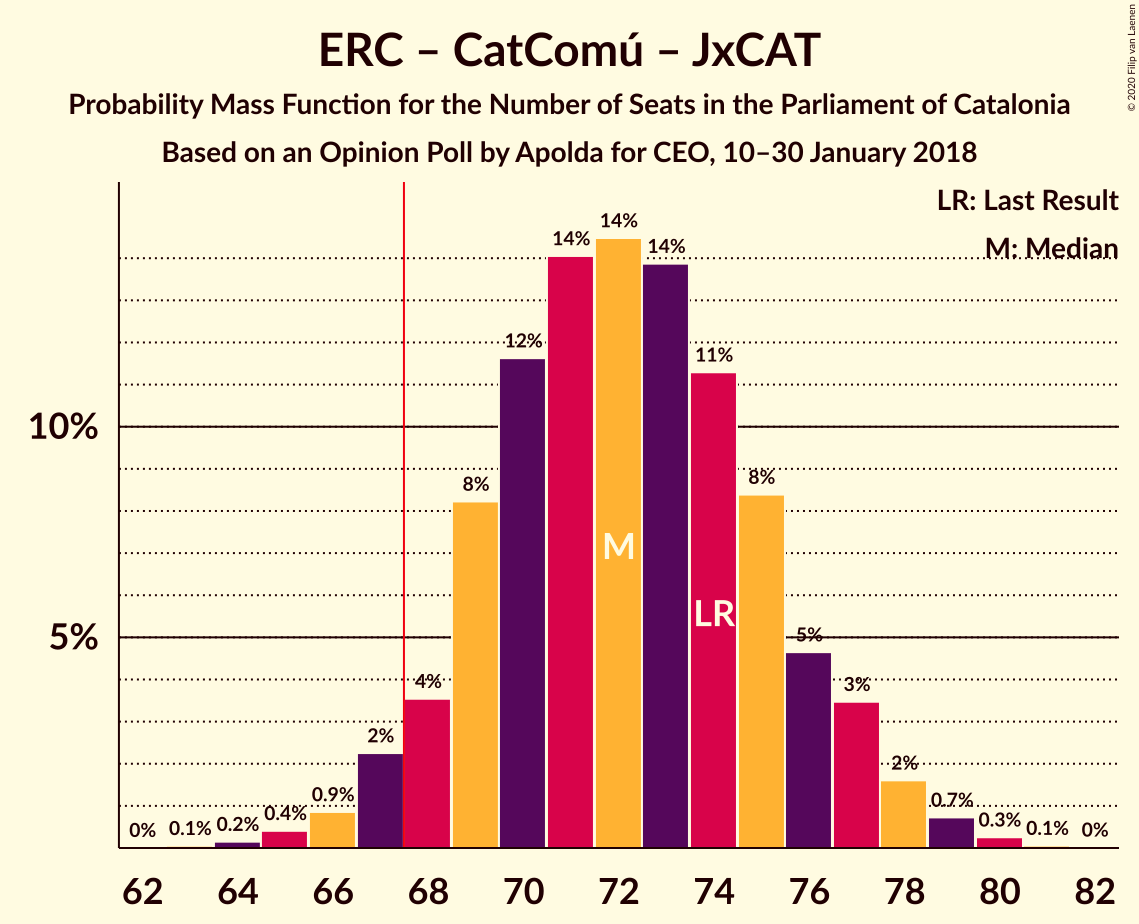 ERC – CatComú – JxCAT
Probability Mass Function for the Number of Seats in the Parliament of Catalonia
Based on an Opinion Poll by Apolda for CEO, 10–30 January 2018
© 2020 Filip van Laenen
LR: Last Result
M: Median
10%
5%
0%
0.1%
0.2%
0.4%
0.9%
2%
4%
8%
12%
14%
14%
14%
11%
8%
5%
3%
2%
0.7%
0.3%
0.1%
0%
M
LR
62 64 66 68 70 72 74 76 78 80 82